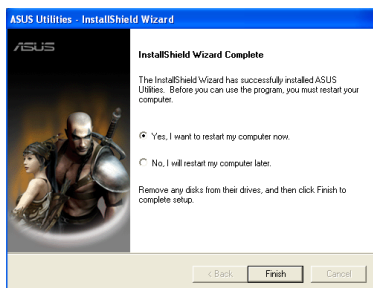 ASUS Utilities - InstallShield Wizard
ASUS
InstallShield Wizard Complete
The InstallShield Wizard has successfully installed ASUS
Utilities. Before you can use the program, you must restart your
computer.
Yes, I want to restart my computer now.
No, I will restart my computer later.
Remove any disks from their drives, and then click Finish to
complete setup.
< Back Finish Cancel